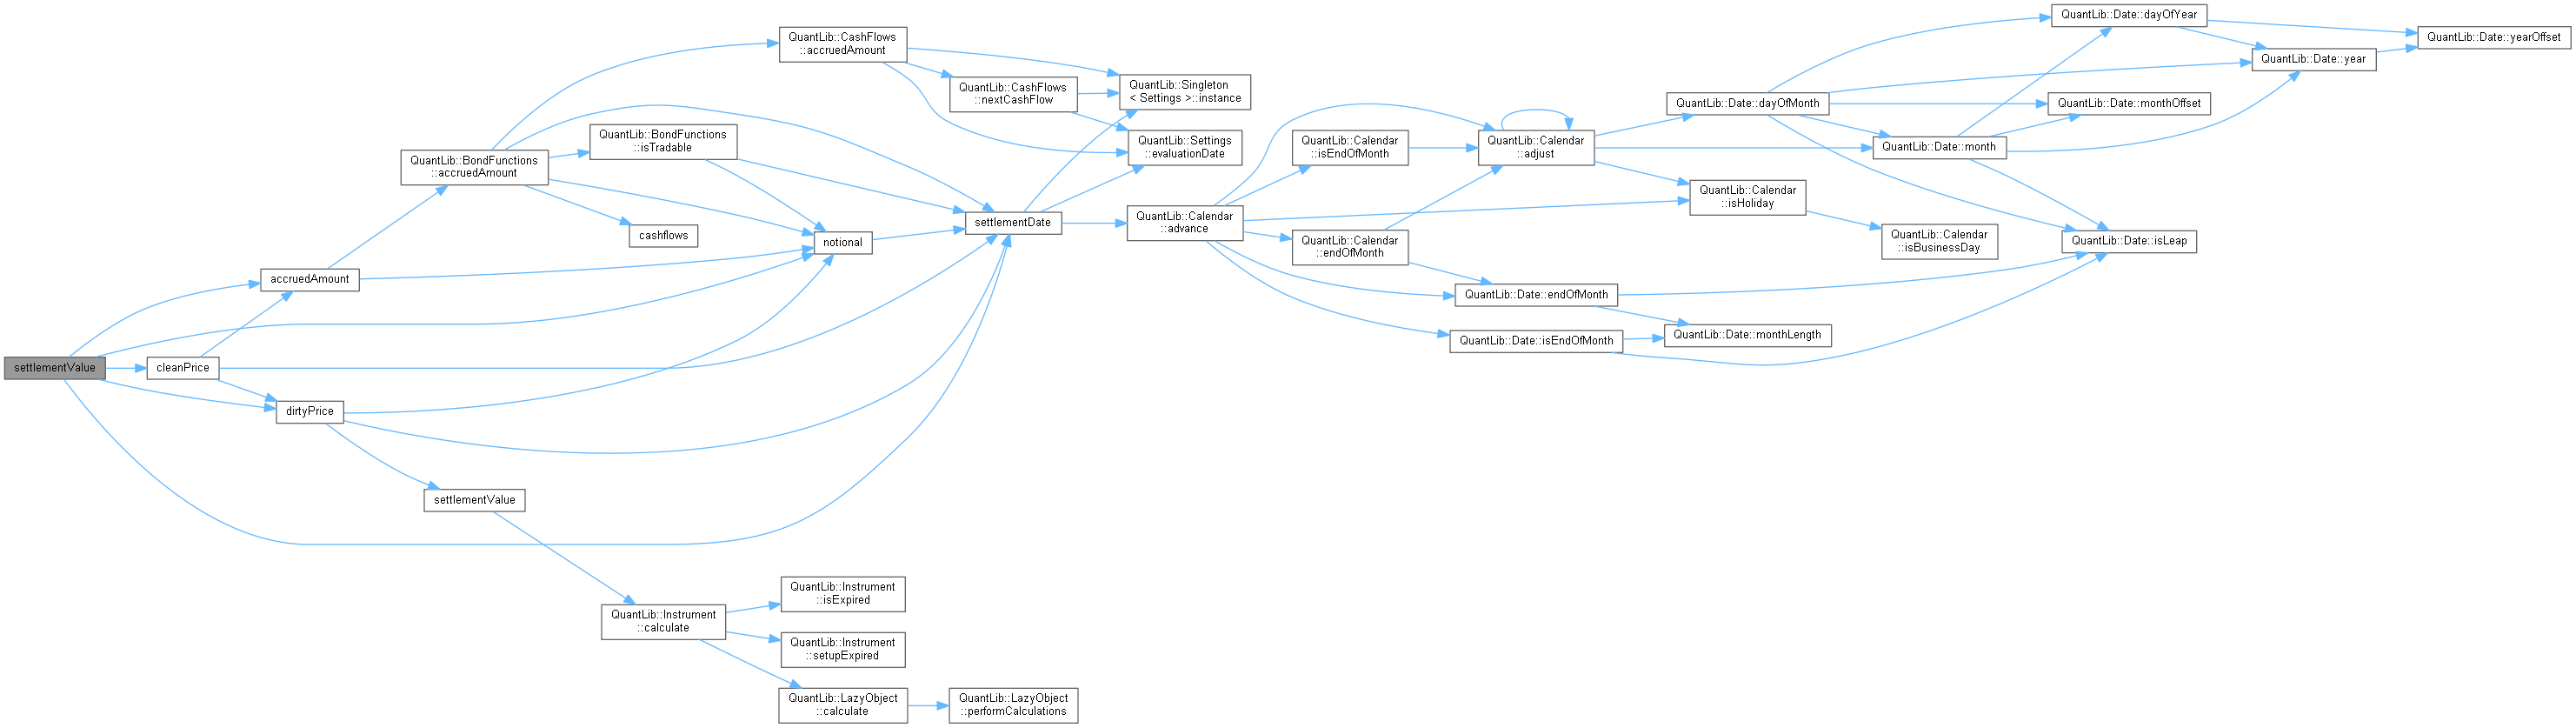 settlementValue
cleanPrice
accruedAmount
dirtyPrice
QuantLib::BondFunctions
::accruedAmount
settlementValue
QuantLib::BondFunctions
::isTradable
cashflows
QuantLib::Instrument
::calculate
QuantLib::CashFlows
::accruedAmount
notional
QuantLib::Instrument
::isExpired
QuantLib::Instrument
::setupExpired
QuantLib::LazyObject
::calculate
QuantLib::CashFlows
::nextCashFlow
settlementDate
QuantLib::LazyObject
::performCalculations
QuantLib::Singleton
< Settings >::instance
QuantLib::Settings
::evaluationDate
QuantLib::Calendar
::advance
QuantLib::Calendar
::isEndOfMonth
QuantLib::Calendar
::endOfMonth
QuantLib::Calendar
::adjust
QuantLib::Date::endOfMonth
QuantLib::Date::isEndOfMonth
QuantLib::Date::dayOfMonth
QuantLib::Calendar
::isHoliday
QuantLib::Date::monthLength
QuantLib::Date::month
QuantLib::Calendar
::isBusinessDay
QuantLib::Date::dayOfYear
QuantLib::Date::monthOffset
QuantLib::Date::isLeap
QuantLib::Date::year
QuantLib::Date::yearOffset